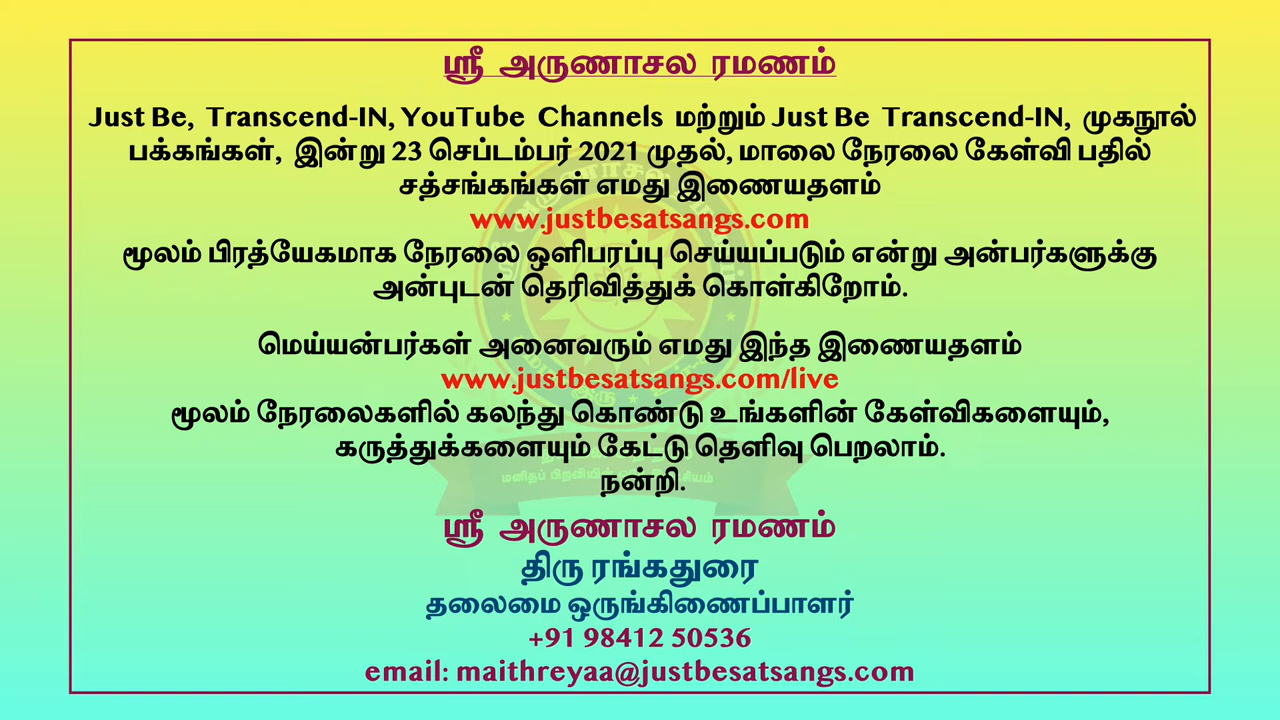 ஸ்ரீ அருணாசல ரமணம்
Just Be, Transcend-IN, YouTube Channels மற்றும் Just Be Transcend-IN, முகநூல்
பக்கங்கள், இன்று 23 செப்டம்பர் 2021 முதல், மாலை நேரலை கேள்வி பதில்
சத்சங்கங்கள் எமது இணையதளம்
www.justbesatsangs.com
மூலம் பிரத்யேகமாக நேரலை ஒளிபரப்பு செய்யப்படும் என்று அன்பர்களுக்கு
அன்புடன் தெரிவித்துக் கொள்கிறோம்.
மெய்யன்பர்கள் அனைவரும் எமது இந்த இணையதளம்
www.justbesatsangs.com/live
மூலம் நேரலைகளில் கலந்து கொண்டு உங்களின் கேள்விகளையும்,
கருத்துக்களையும் கேட்டு தெளிவு பெறலாம்.
நன்றி.
ஸ்ரீ அருணாசல ரமணம்
திரு ரங்கதுரை
தலைமை ஒருங்கிணைப்பாளர்
+91 98412 50536
email: maithreyaa@justbesatsangs.com